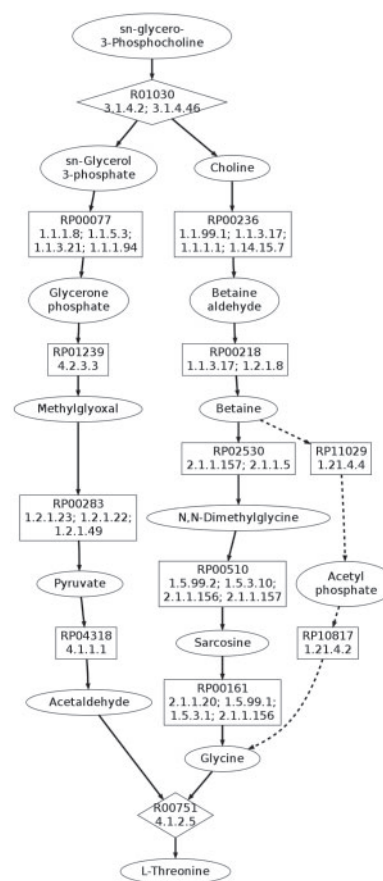 sn-glycero-
3-Phosphocholine
R01030
3.1.4.2; 3.1.4.46
sn-Glycerol
3-phosphate
Choline
RP00077
1.1.1.8; 1.1.5.3;
1.1.3.21; 1.1.1.94
RP00236
1.1.99.1; 1.1.3.17;
1.1.1.1; 1.14.15.7
Glycerone
phosphate
Betaine
aldehyde
RP01239
4.2.3.3
RP00218
1.1.3.17; 1.2.1.8
Methylglyoxal
Betaine
RP02530
2.1.1.157; 2.1.1.5
RP11029
1.21.4.4
RP00283
1.2.1.23; 1.2.1.22;
1.2.1.49
N,N-Dimethylglycine
Pyruvate
RP00510
1.5.99.2; 1.5.3.10;
2.1.1.156; 2.1.1.157
Acetyl
phosphate
RP04318
4.1.1.1
Sarcosine
RP10817
1.21.4.2
Acetaldehyde
RP00161
2.1.1.20; 1.5.99.1;
1.5.3.1; 2.1.1.156
Glycine
R00751
4.1.2.5
L-Threonine